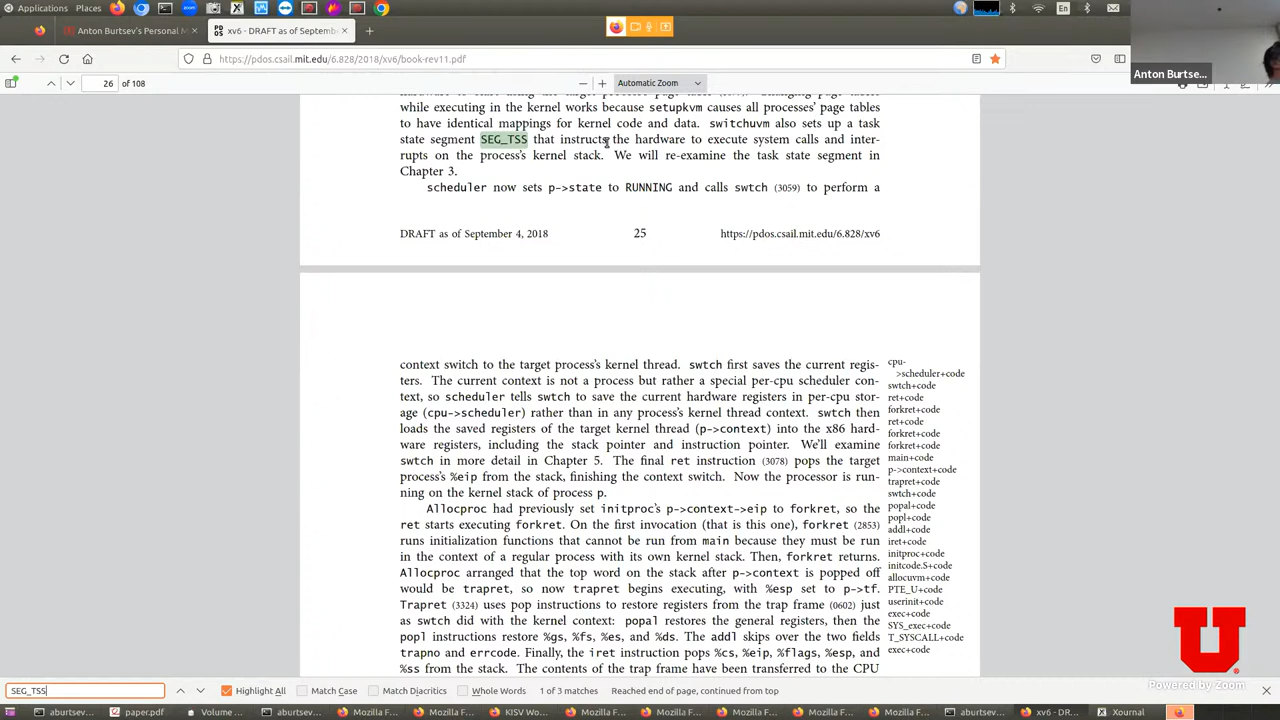 Applications Places En
Anton Burtsev's Personal M
xv6 - DRAFT as of Septemb
https://pdos.csail.mit.edu/6.828/2018/xv6/book-rev11.pdf
26 of 108
Automatic Zoom
Anton Burtse...
while executing in the kernel works because setupkvm causes all processes' page tables
to have identical mappings for kernel code and data. switchuvm also sets up a task
state segment SEG_TSS that instructs the hardware to execute system calls and inter-
rupts on the process's kernel stack. We will re-examine the task state segment in
Chapter 3.
scheduler now sets p->state to RUNNING and calls swtch (3059) to perform a
DRAFT as of September 4, 2018 25 https://pdos.csail.mit.edu/6.828/xv6
context switch to the target process's kernel thread. swtch first saves the current regis-
ters. The current context is not a process but rather a special per-cpu scheduler con-
text, so scheduler tells swtch to save the current hardware registers in per-cpu stor-
age (cpu->scheduler) rather than in any process's kernel thread context. swtch then
loads the saved registers of the target kernel thread (p->context) into the x86 hard-
ware registers, including the stack pointer and instruction pointer. We'll examine
swtch in more detail in Chapter 5. The final ret instruction (3078) pops the target
process's %eip from the stack, finishing the context switch. Now the processor is run-
ning on the kernel stack of process p.
Allocproc had previously set initproc's p->context->eip to forkret, so the
ret starts executing forkret. On the first invocation (that is this one), forkret (2853)
runs initialization functions that cannot be run from main because they must be run
in the context of a regular process with its own kernel stack. Then, forkret returns.
Allocproc arranged that the top word on the stack after p->context is popped off
would be trapret, so now trapret begins executing, with %esp set to p->tf.
Trapret (3324) uses pop instructions to restore registers from the trap frame (0602) just
as swtch did with the kernel context: popal restores the general registers, then the
popl instructions restore %gs, %fs, %es, and %ds. The addl skips over the two fields
trapno and errcode. Finally, the iret instruction pops %cs, %eip, %flags, %esp, and
%ss from the stack. The contents of the trap frame have been transferred to the CPU
cpu-
>scheduler+code
swtch+code
ret+code
forkret+code
ret+code
forkret+code
forkret+code
main+code
p->context+code
trapret+code
swtch+code
popal+code
popl+code
addl+code
iret+code
initproc+code
initcode.S+code
allocuvm+code
PTE_U+code
userinit+code
exec+code
SYS_exec+code
T_SYSCALL+code
exec+code
Powered by Zoom
SEG_TSS Highlight All Match Case Match Diacritics Whole Words 1 of 3 matches Reached end of page, continued from top
aburtsev... paper.pdf Volume ... aburtsev... Mozilla F... Mozilla F... KISV Wo... Mozilla F... Mozilla F... Mozilla F... Mozilla F... aburtsev... xv6 - DR... Xournal